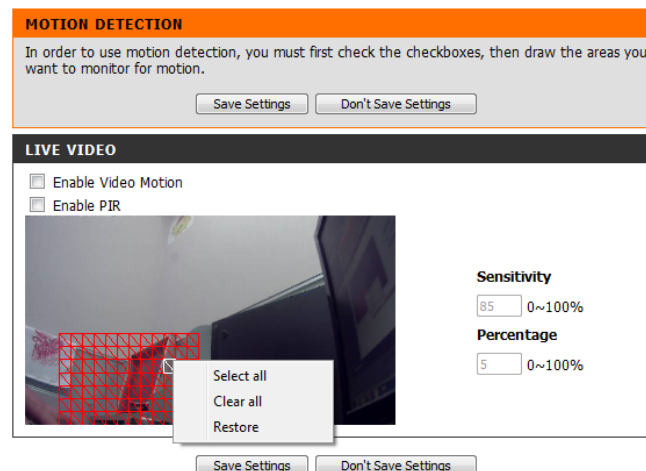 MOTION DETECTION
In order to use motion detection, you must first check the checkboxes, then draw the areas you
want to monitor for motion.
Save Settings Don't Save Settings
LIVE VIDEO
Enable Video Motion
Enable PIR
Sensitivity
85 0~100%
Percentage
5 0~100%
Select all
Clear all
Restore
Save Settings Don't Save Settings